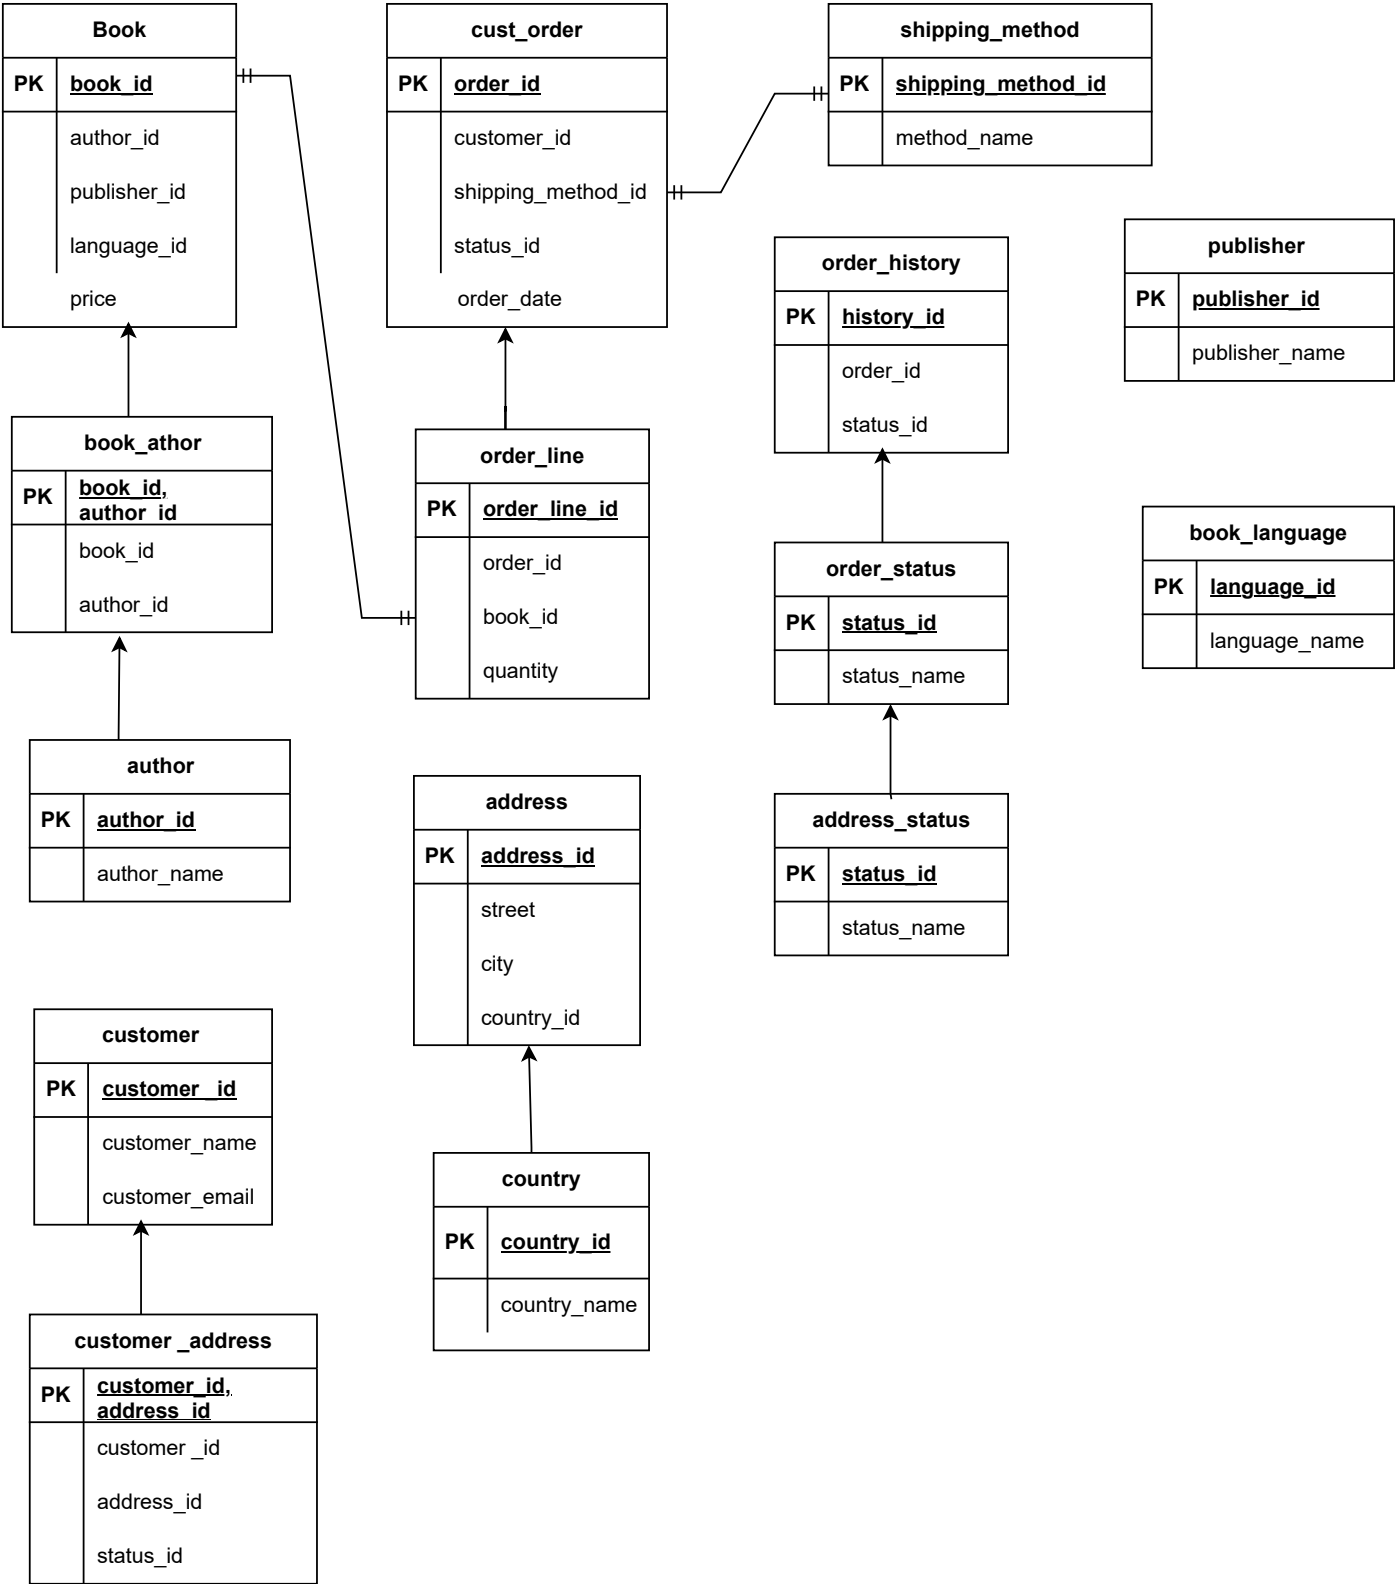 Book
PK book_id
author_id
publisher_id
language_id
price
cust_order
PK order_id
customer_id
shipping_method_id
status_id
order_date
shipping_method
PK shipping_method_id
method_name
order_history
PK history_id
order_id
status_id
publisher
PK publisher_id
publisher_name
book_athor
PK book_id,
author_id
book_id
author_id
order_line
PK order_line_id
order_id
book_id
quantity
order_status
PK status_id
status_name
book_language
PK language_id
language_name
author
PK author_id
author_name
address
PK address_id
street
city
country_id
address_status
PK status_id
status_name
customer
PK customer _id
customer_name
customer_email
country
PK country_id
country_name
customer _address
PK customer_id,
address_id
customer _id
address_id
status_id